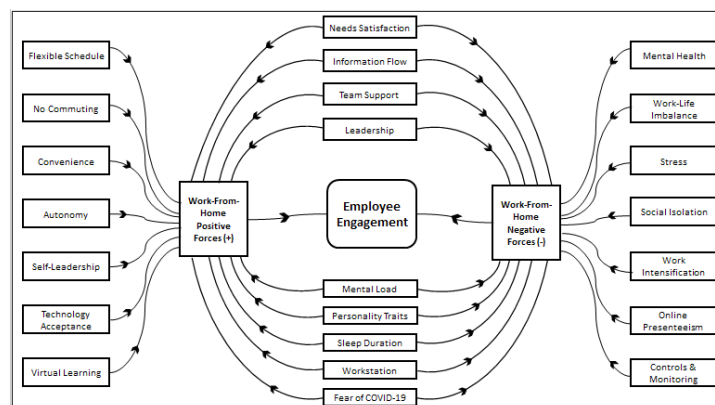 Needs Satisfaction
Information Flow
Team Support
Leadership
Flexible Schedule
No Commuting
Convenience
Autonomy
Self-Leadership
Technology
Acceptance
Virtual Learning
Work-From-
Home
Positive
Forces (+)
Employee
Engagement
Work-From-
Home
Negative
Forces (-)
Mental Health
Work-Life
Imbalance
Stress
Social Isolation
Work
Intensification
Online
Presenteeism
Controls &
Monitoring
Mental Load
Personality Traits
Sleep Duration
Workstation
Fear of COVID-19